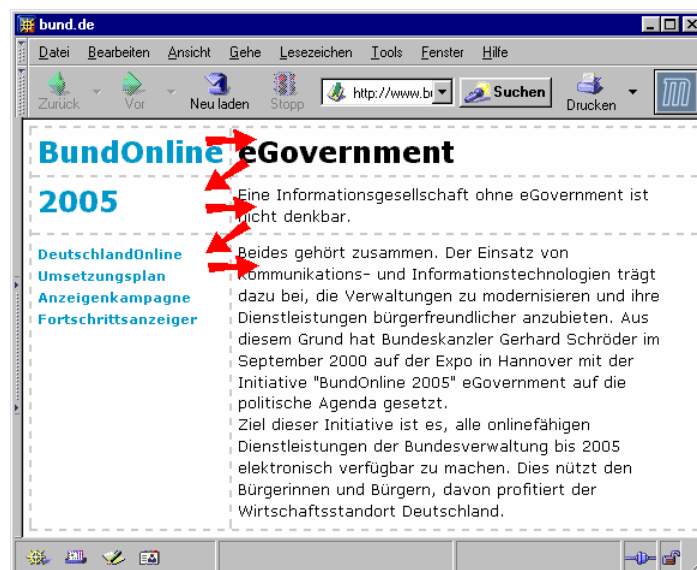 bund.de
Datei Bearbeiten Ansicht Gehe Lesezeichen Tools Fenster Hilfe
Zurück Vor Neu laden Stopp http://www.bu Suchen Drucken
BundOnline
eGovernment
2005
Eine Informationsgesellschaft ohne eGovernment ist
nicht denkbar.
DeutschlandOnline
Umsetzungsplan
Anzeigenkampagne
Fortschrittsanzeiger
Beides gehört zusammen. Der Einsatz von
Kommunikations- und Informationstechnologien trägt
dazu bei, die Verwaltungen zu modernisieren und ihre
Dienstleistungen bürgerfreundlicher anzubieten. Aus
diesem Grund hat Bundeskanzler Gerhard Schröder im
September 2000 auf der Expo in Hannover mit der
Initiative "BundOnline 2005" eGovernment auf die
politische Agenda gesetzt.
Ziel dieser Initiative ist es, alle onlinefähigen
Dienstleistungen der Bundesverwaltung bis 2005
elektronisch verfügbar zu machen. Dies nützt den
Bürgerinnen und Bürgern, davon profitiert der
Wirtschaftsstandort Deutschland.